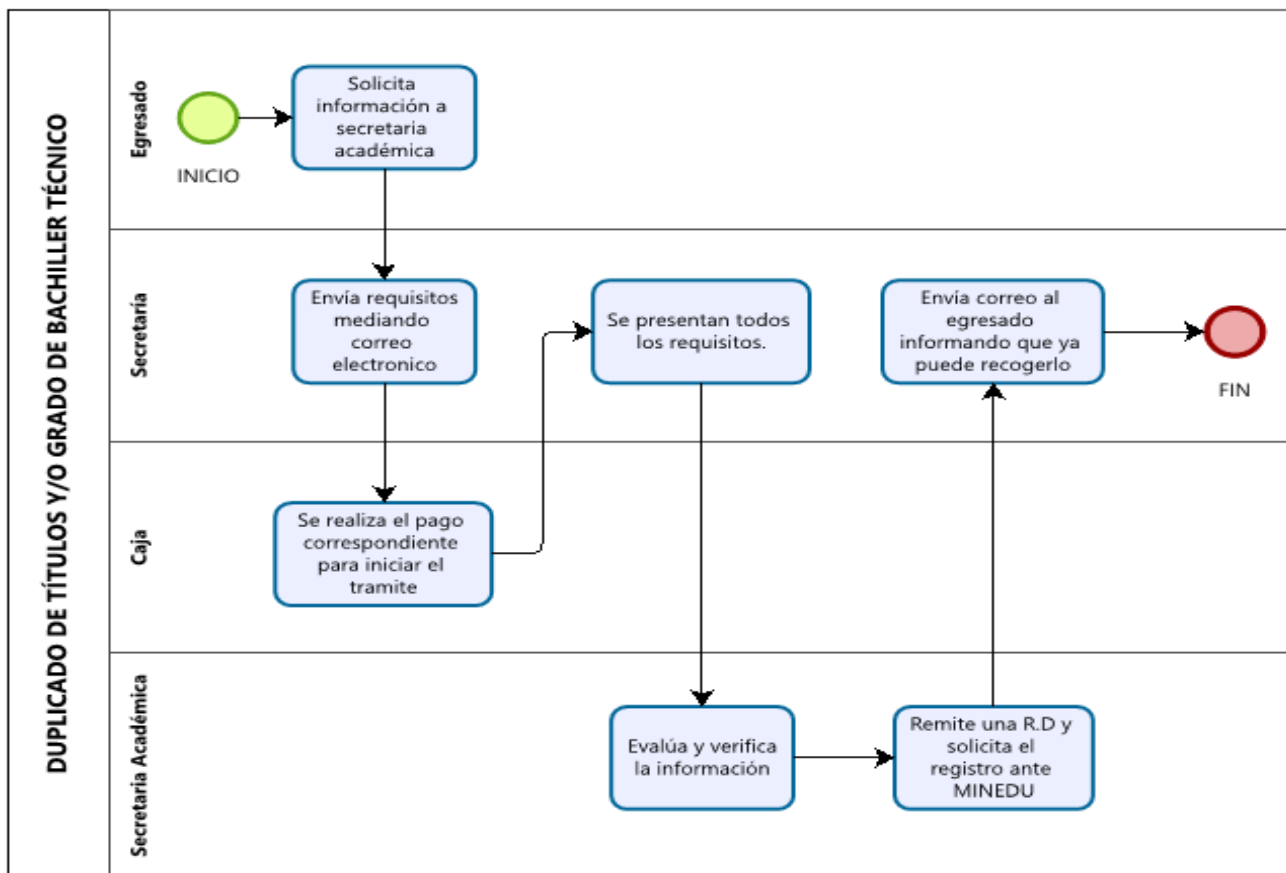 DUPLICADO DE TÍTULOS Y/O GRADO DE BACHILLER TÉCNICO
Egresado
INICIO
Solicita
información a
secretaria
académica
Secretaría
Envía requisitos
mediando
correo
electronico
Se presentan todos
los requisitos.
Envía correo al
egresado
informando que ya
puede recogerlo
FIN
Caja
Se realiza el pago
correspondiente
para iniciar el
tramite
Secretaria Académica
Evalúa y verifica
la información
Remite una R.D y
solicita el
registro ante
MINEDU